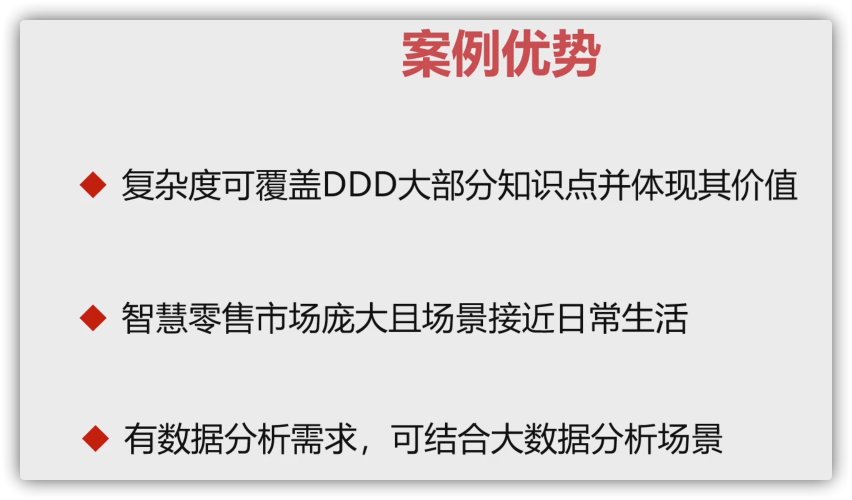 案例优势
复杂度可覆盖DDD大部分知识点并体现其价值
智慧零售市场庞大且场景接近日常生活
有数据分析需求，可结合大数据分析场景